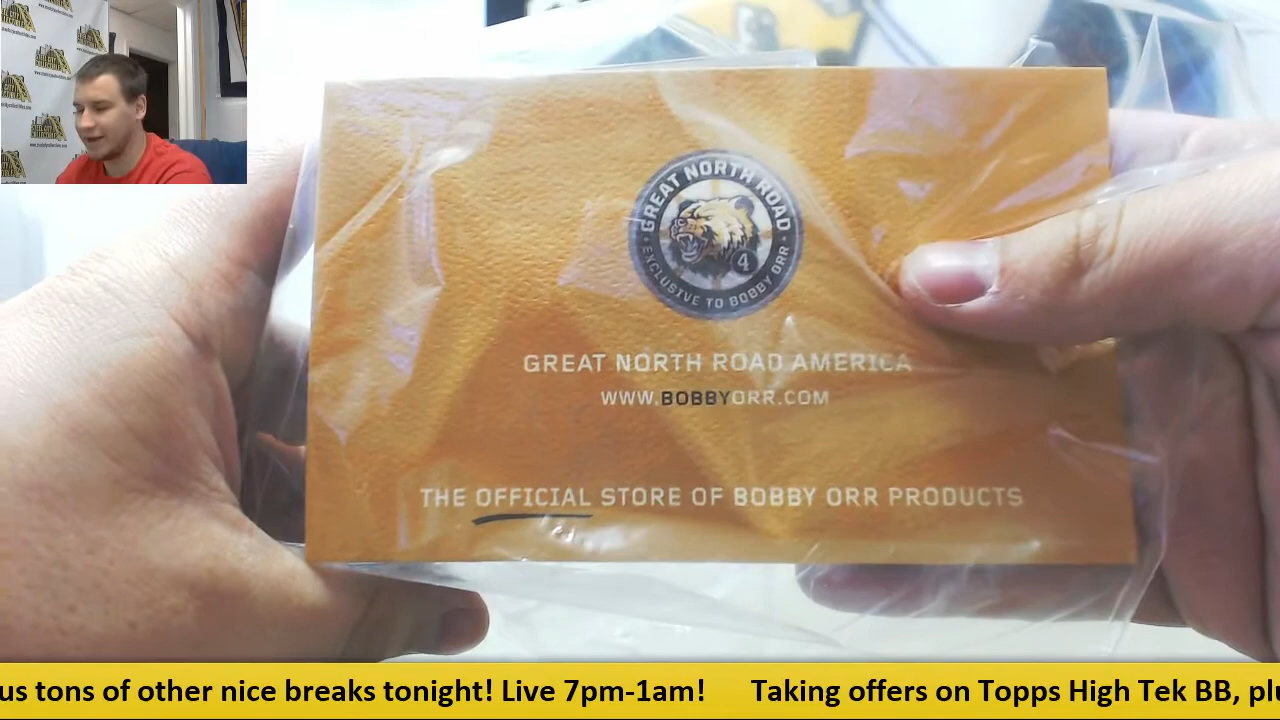 GREAT NORTH ROAD
EXCLUSIVE TO BOBBY ORR
4
GREAT NORTH ROAD AMERICA
WWW.BOBBYORR.COM
THE OFFICIAL STORE OF BOBBY ORR PRODUCTS
us tons of other nice breaks tonight! Live 7pm-1am! Taking offers on Topps High Tek BB, plu